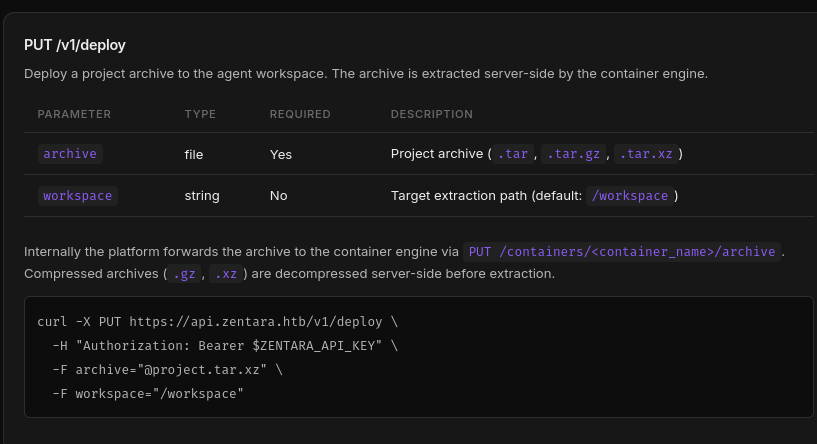 PUT /v1/deploy
Deploy a project archive to the agent workspace. The archive is extracted server-side by the container engine.
PARAMETER TYPE REQUIRED DESCRIPTION
archive file Yes Project archive ( .tar , .tar.gz , .tar.xz )
workspace string No Target extraction path (default: /workspace )
Internally the platform forwards the archive to the container engine via PUT /containers/<container_name>/archive .
Compressed archives ( .gz , .xz ) are decompressed server-side before extraction.
curl -X PUT https://api.zentara.htb/v1/deploy \
  -H "Authorization: Bearer $ZENTARA_API_KEY" \
  -F archive="@project.tar.xz" \
  -F workspace="/workspace"